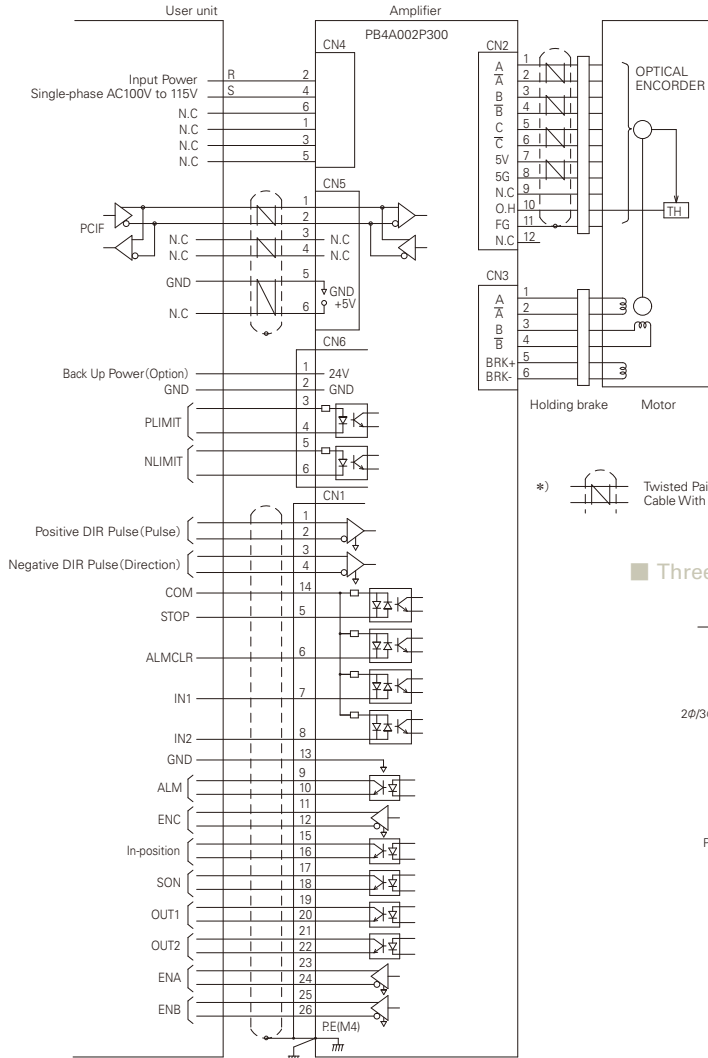 User unit
Amplifier
PB4A002P300
CN4
Input Power
Single-phase AC100V to 115V
R 2
S 4
N.C 6
N.C 1
N.C 3
N.C 5
CN5
PCIF
1
2
N.C 3 N.C
N.C 4 N.C
GND 5 GND
N.C 6 +5V
CN6
Back Up Power(Option) 1 24V
GND 2 GND
PLIMIT
3
4
NLIMIT
5
6
CN1
Positive DIR Pulse(Pulse)
1
2
Negative DIR Pulse(Direction)
3
4
COM 14
STOP 5
ALMCLR 6
IN1 7
IN2 8
GND 13
ALM
9
10
ENC
11
12
In-position
15
16
SON
17
18
OUT1
19
20
OUT2
21
22
ENA
23
24
ENB
25
26
P.E(M4)
CN2
A 1
A̅ 2
B 3
B̅ 4
C 5
C̅ 6
5V 7
5G 8
N.C 9
O.H 10
FG 11
N.C 12
OPTICAL
ENCORDER
TH
CN3
A 1
A̅ 2
B 3
B̅ 4
BRK+ 5
BRK- 6
Holding brake
Motor
*)
Twisted Pai
Cable With
■ Three
2Φ/3